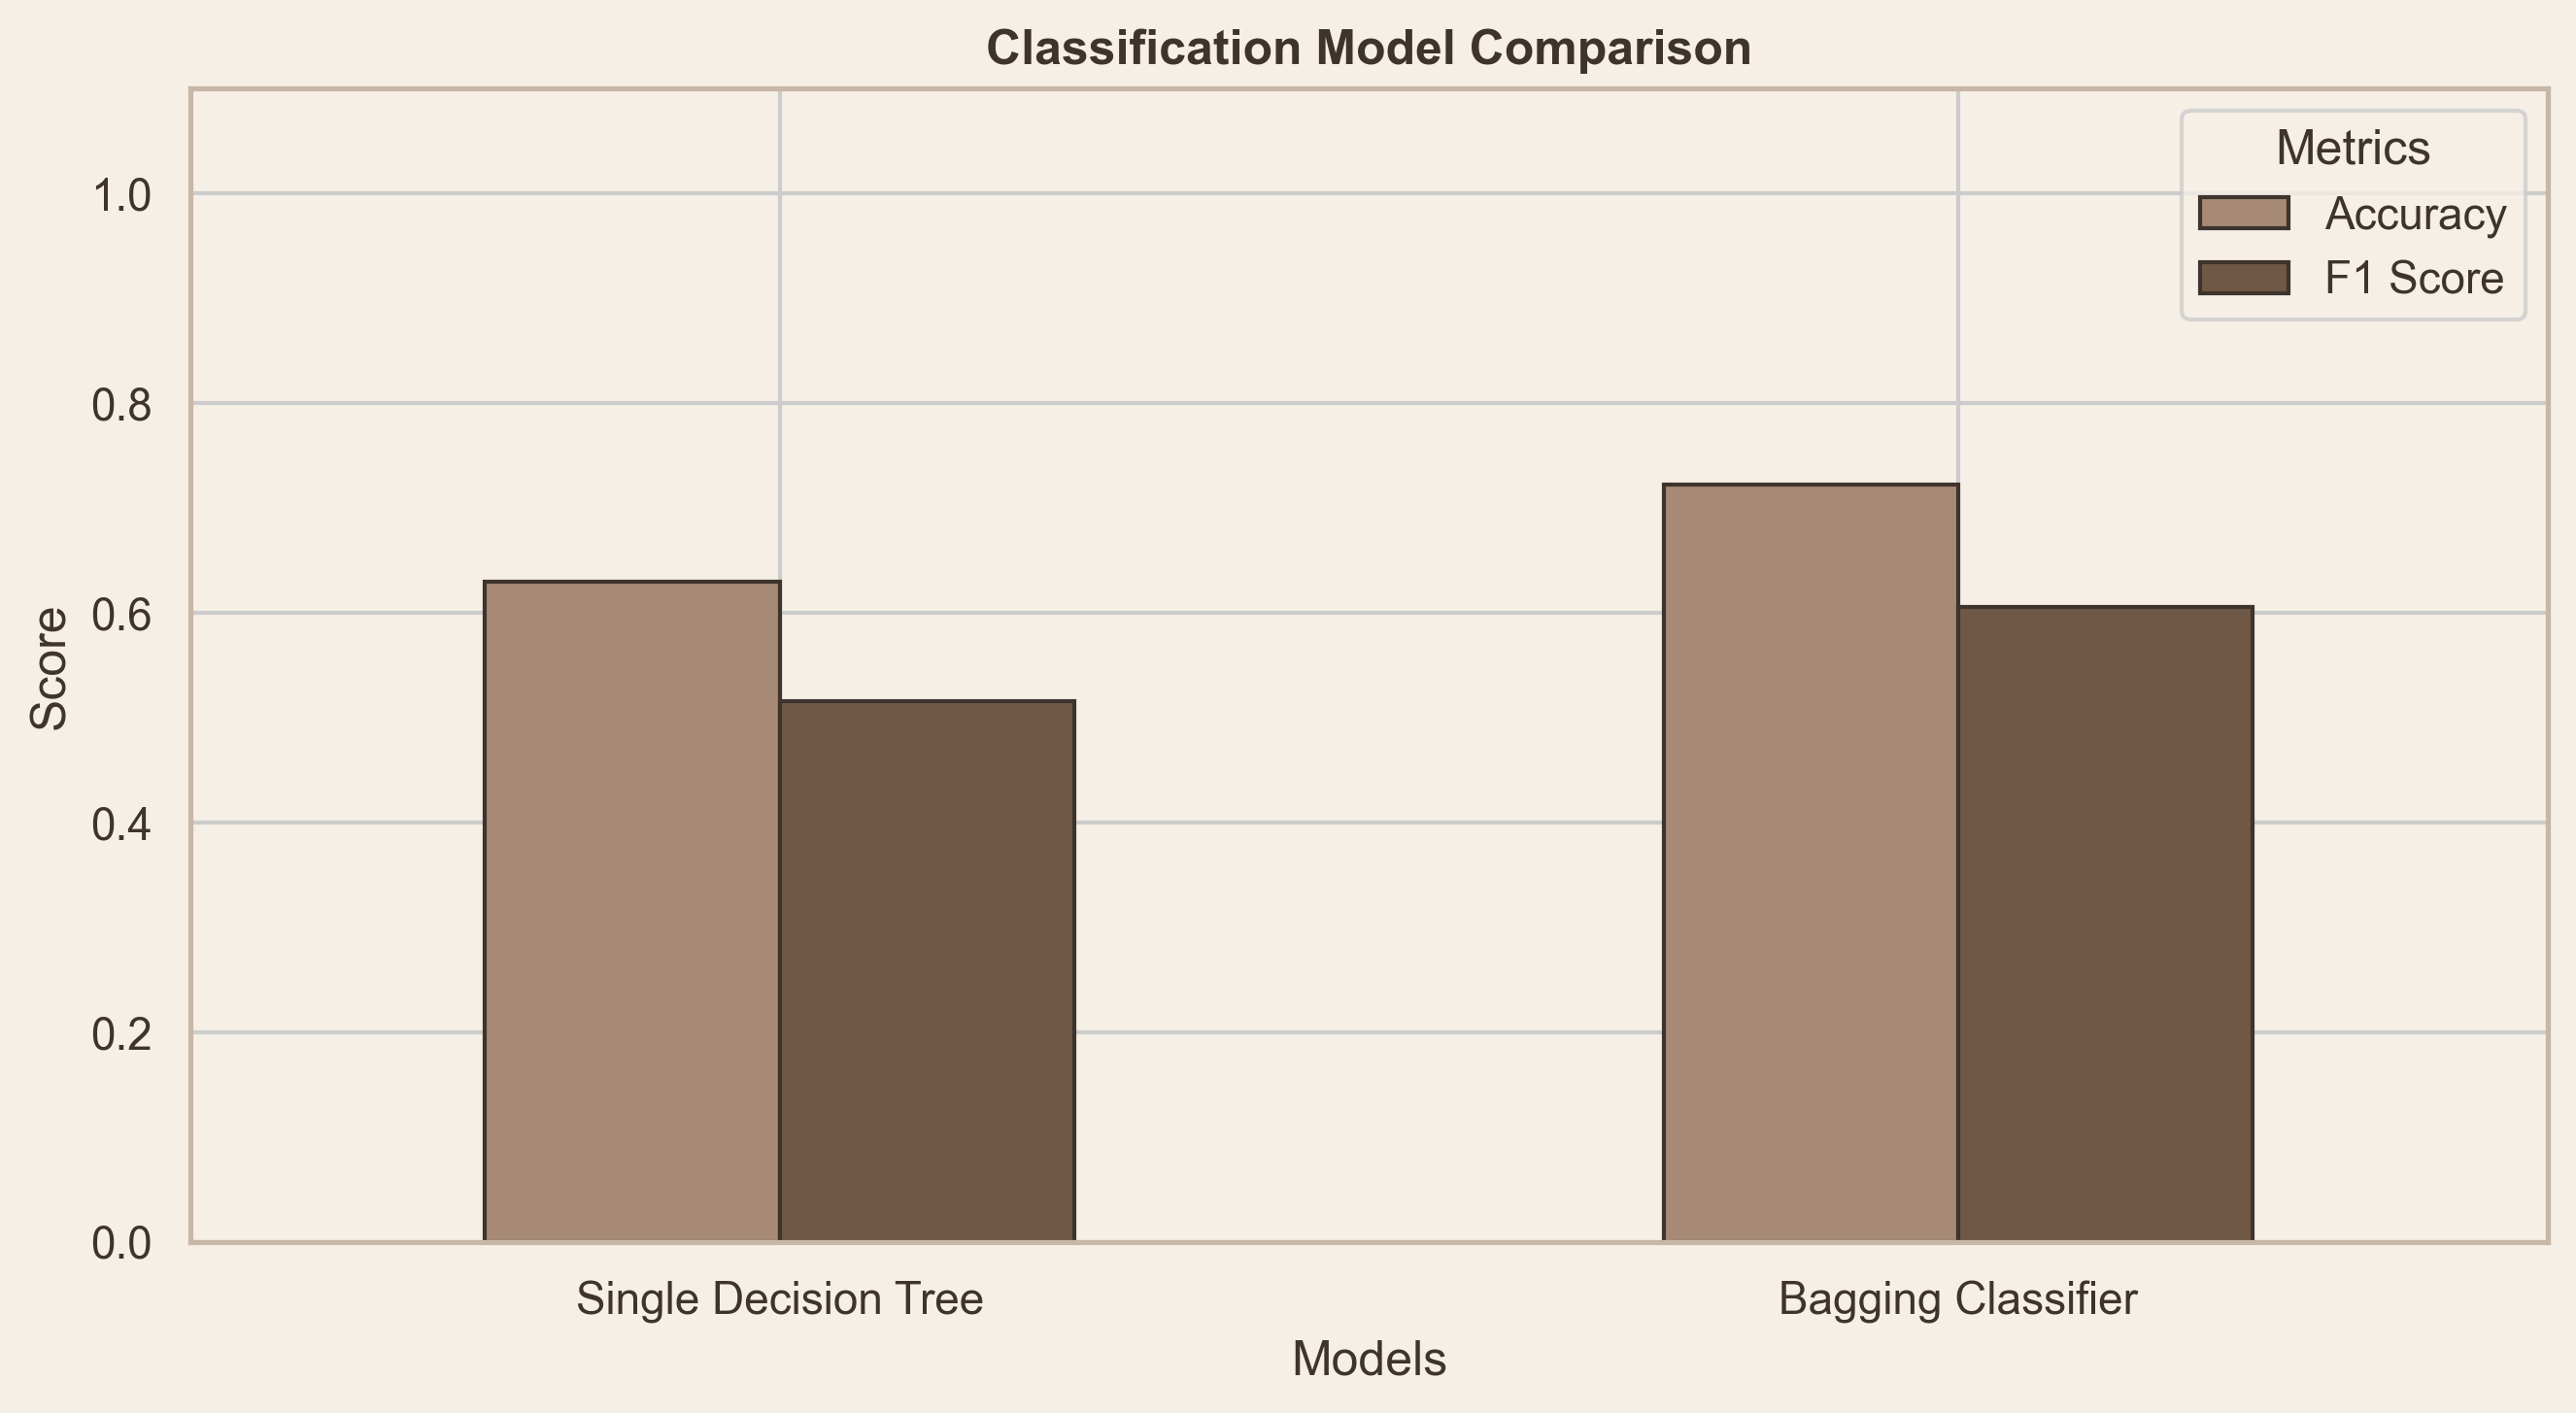 Classification Model Comparison
Metrics
Accuracy
F1 Score
1.0
0.8
0.6
0.4
0.2
0.0
Score
Single Decision Tree
Bagging Classifier
Models